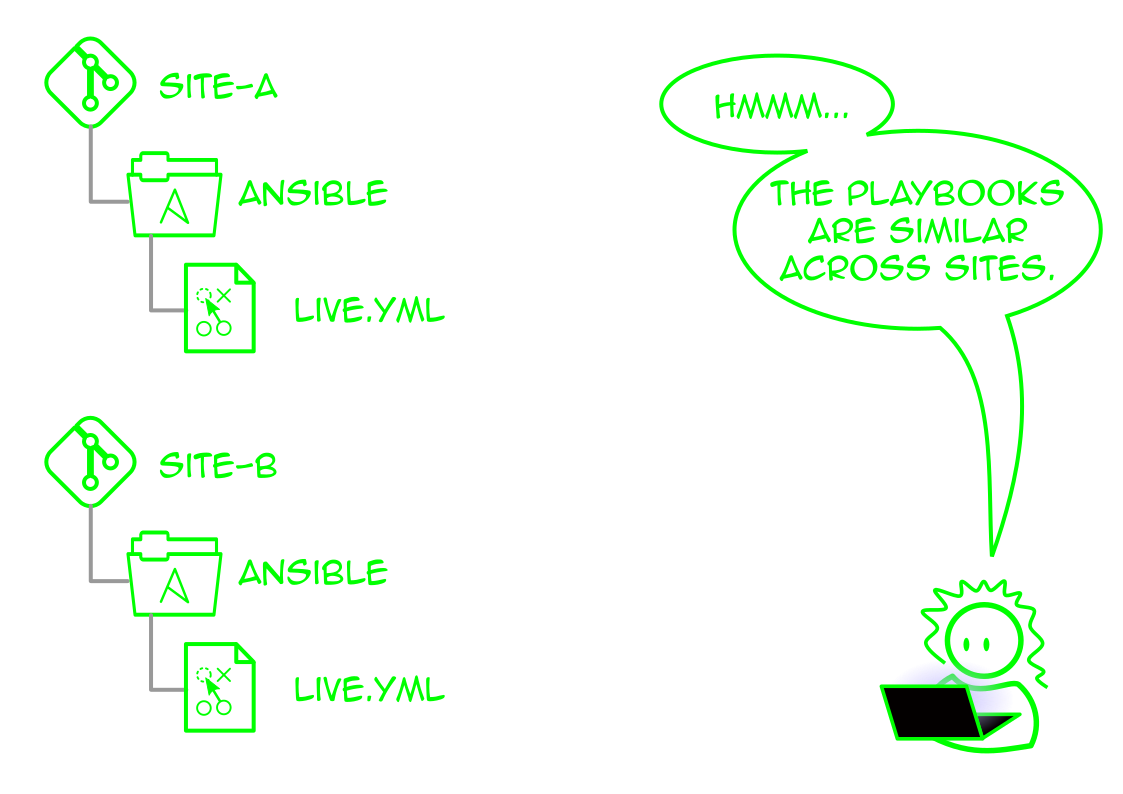 SITE-A
ANSIBLE
LIVE.YML
SITE-B
ANSIBLE
LIVE.YML
HMMM...
THE PLAYBOOKS
ARE SIMILAR
ACROSS SITES.